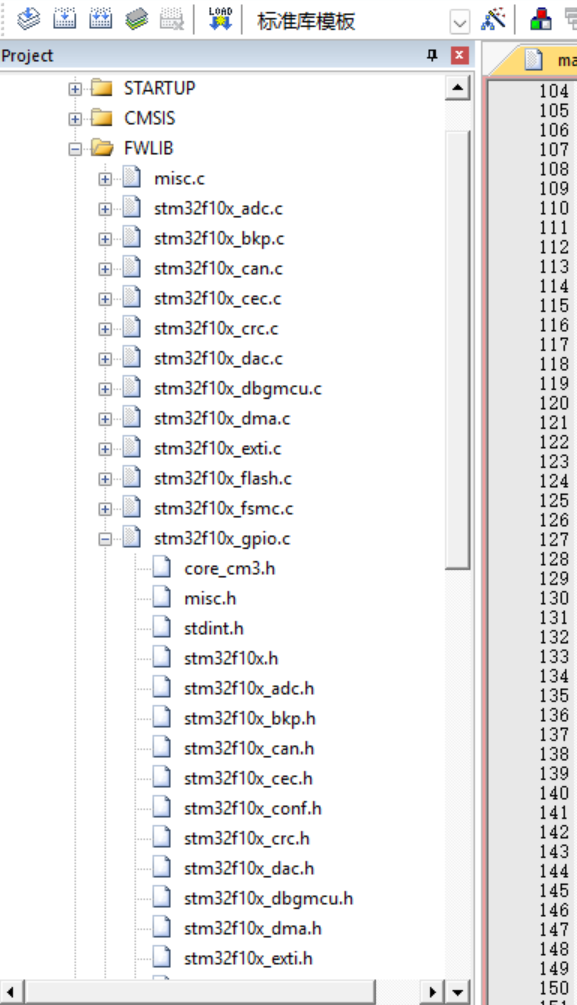 LOAD
标准库模板
Project
ma
STARTUP
CMSIS
FWLIB
misc.c
stm32f10x_adc.c
stm32f10x_bkp.c
stm32f10x_can.c
stm32f10x_cec.c
stm32f10x_crc.c
stm32f10x_dac.c
stm32f10x_dbgmcu.c
stm32f10x_dma.c
stm32f10x_exti.c
stm32f10x_flash.c
stm32f10x_fsmc.c
stm32f10x_gpio.c
core_cm3.h
misc.h
stdint.h
stm32f10x.h
stm32f10x_adc.h
stm32f10x_bkp.h
stm32f10x_can.h
stm32f10x_cec.h
stm32f10x_conf.h
stm32f10x_crc.h
stm32f10x_dac.h
stm32f10x_dbgmcu.h
stm32f10x_dma.h
stm32f10x_exti.h
104
105
106
107
108
109
110
111
112
113
114
115
116
117
118
119
120
121
122
123
124
125
126
127
128
129
130
131
132
133
134
135
136
137
138
139
140
141
142
143
144
145
146
147
148
149
150